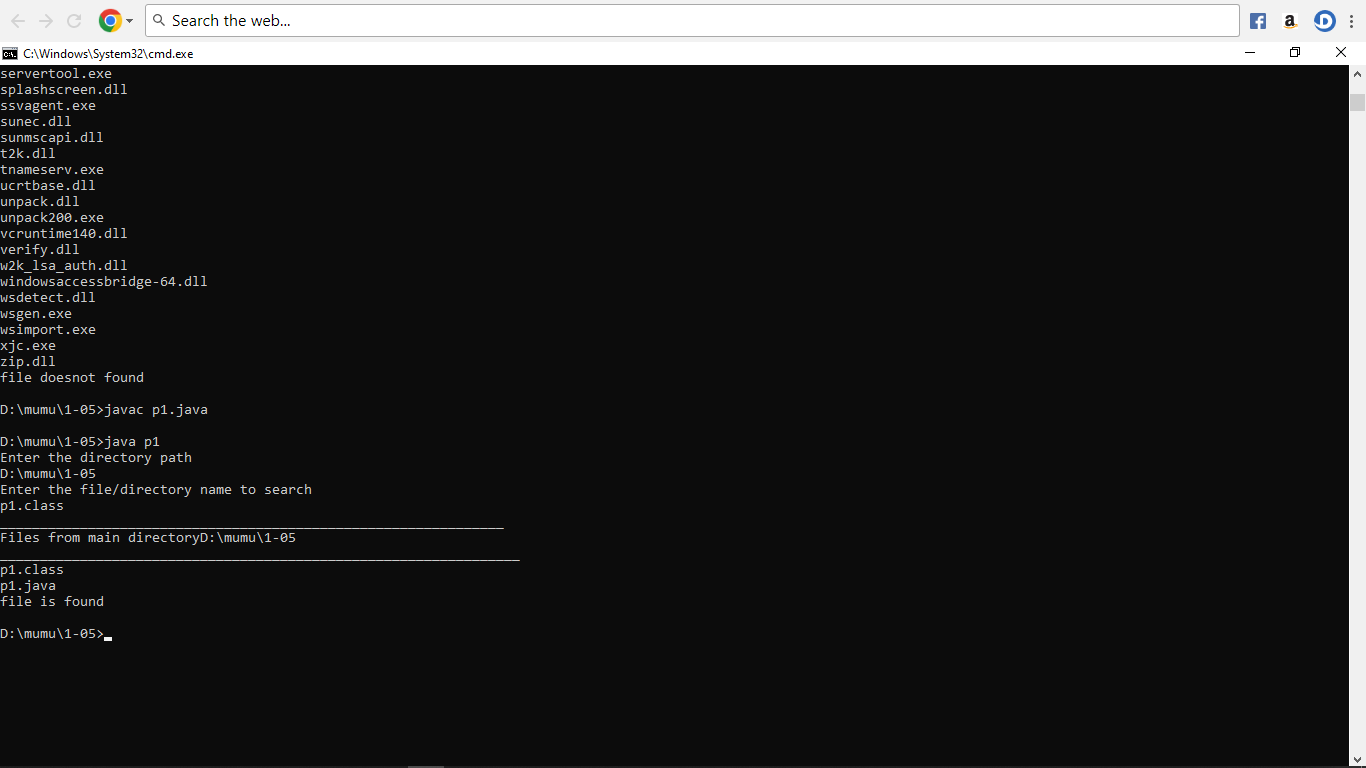 Search the web...
C:\Windows\System32\cmd.exe
servertool.exe
splashscreen.dll
ssvagent.exe
sunec.dll
sunmscapi.dll
t2k.dll
tnameserv.exe
ucrtbase.dll
unpack.dll
unpack200.exe
vcruntime140.dll
verify.dll
w2k_lsa_auth.dll
windowsaccessbridge-64.dll
wsdetect.dll
wsgen.exe
wsimport.exe
xjc.exe
zip.dll
file doesnot found
D:\mumu\1-05>javac p1.java
D:\mumu\1-05>java p1
Enter the directory path
D:\mumu\1-05
Enter the file/directory name to search
p1.class
_______________________________________________________________
Files from main directoryD:\mumu\1-05
_________________________________________________________________
p1.class
p1.java
file is found
D:\mumu\1-05>